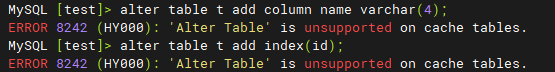 MySQL [test]> alter table t add column name varchar(4);
ERROR 8242 (HY000): 'Alter Table' is unsupported on cache tables.
MySQL [test]> alter table t add index(id);
ERROR 8242 (HY000): 'Alter Table' is unsupported on cache tables.